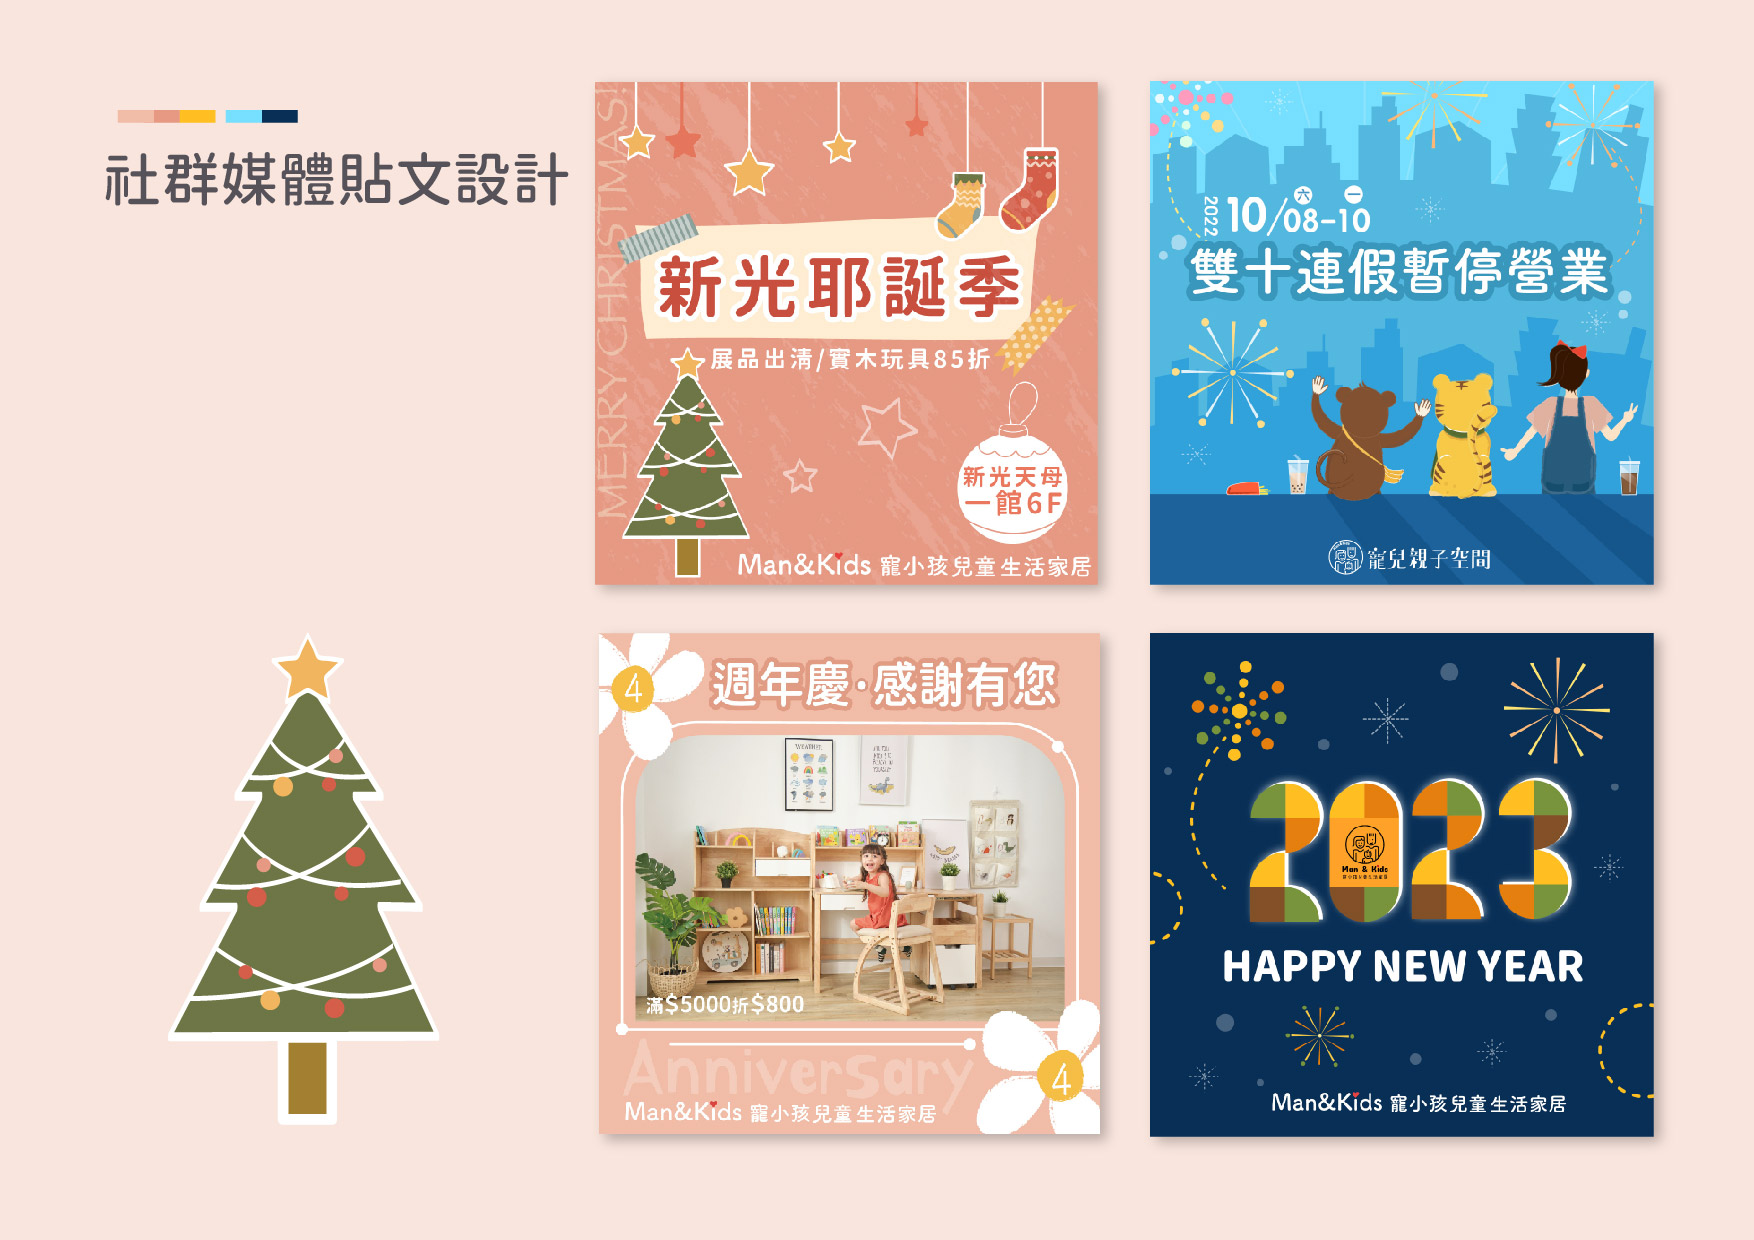 社群媒體貼文設計
MERRY CHRISTMAS!
新光耶誕季
展品出清/實木玩具85折
新光天母
一館6F
Man&Kids 寵小孩兒童生活家居
2022 10/08-10
六 一
雙十連假暫停營業
寵兒親子空間
4
週年慶·感謝有您
WEATHER
滿$5000折$800
Anniversary
4
Man&Kids 寵小孩兒童生活家居
2023
Man & Kids
HAPPY NEW YEAR
Man&Kids 寵小孩兒童生活家居